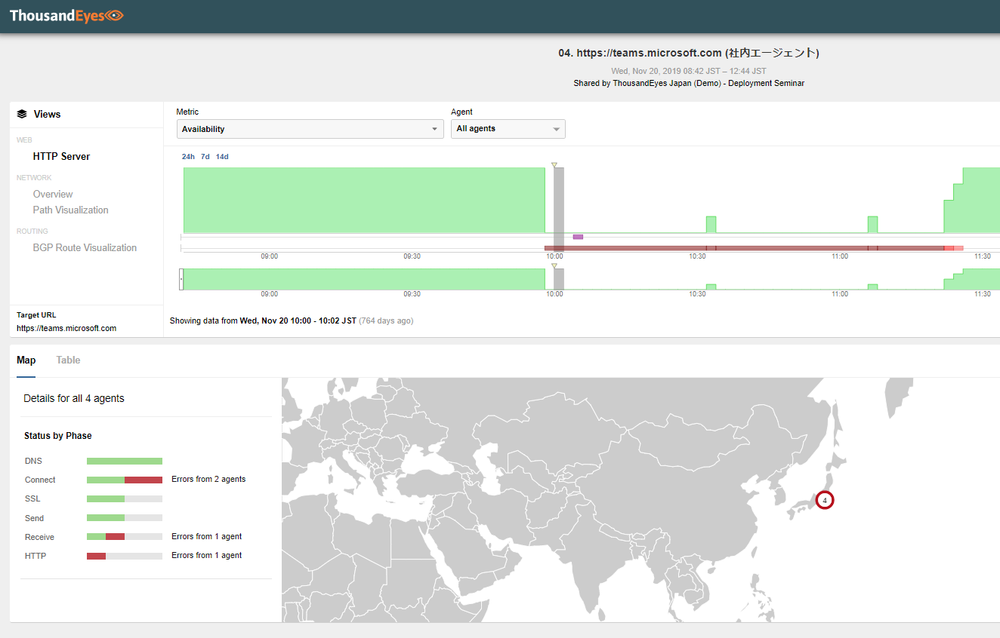 ThousandEyes
04. https://teams.microsoft.com (社内エージェント)
Wed, Nov 20, 2019 08:42 JST – 12:44 JST
Shared by ThousandEyes Japan (Demo) - Deployment Seminar
Views
WEB
HTTP Server
NETWORK
Overview
Path Visualization
ROUTING
BGP Route Visualization
Target URL
https://teams.microsoft.com
Metric
Agent
Availability
All agents
24h 7d 14d
09:00 09:30 10:00 10:30 11:00 11:30
09:00 09:30 10:00 10:30 11:00 11:30
Showing data from Wed, Nov 20 10:00 - 10:02 JST (764 days ago)
Map Table
Details for all 4 agents
Status by Phase
DNS
Connect Errors from 2 agents
SSL
Send
Receive Errors from 1 agent
HTTP Errors from 1 agent
4